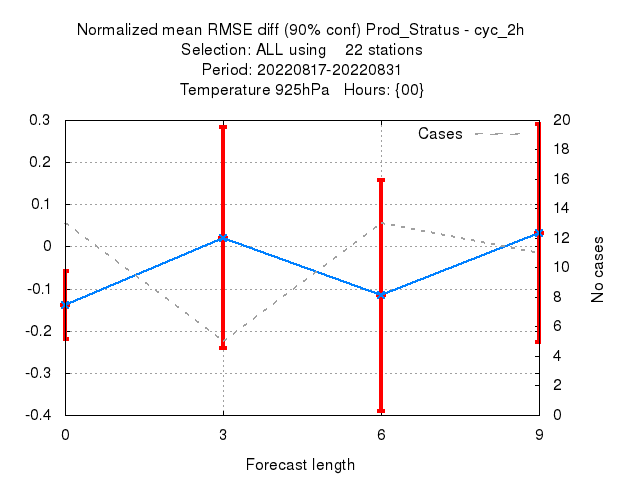 Normalized mean RMSE diff (90% conf) Prod_Stratus - cyc_2h
Selection: ALL using 22 stations
Period: 20220817-20220831
Temperature 925hPa Hours: {00}
Cases
0.3
0.2
0.1
0
-0.1
-0.2
-0.3
-0.4
20
18
16
14
12
10
8
6
4
2
0
No cases
0 3 6 9
Forecast length